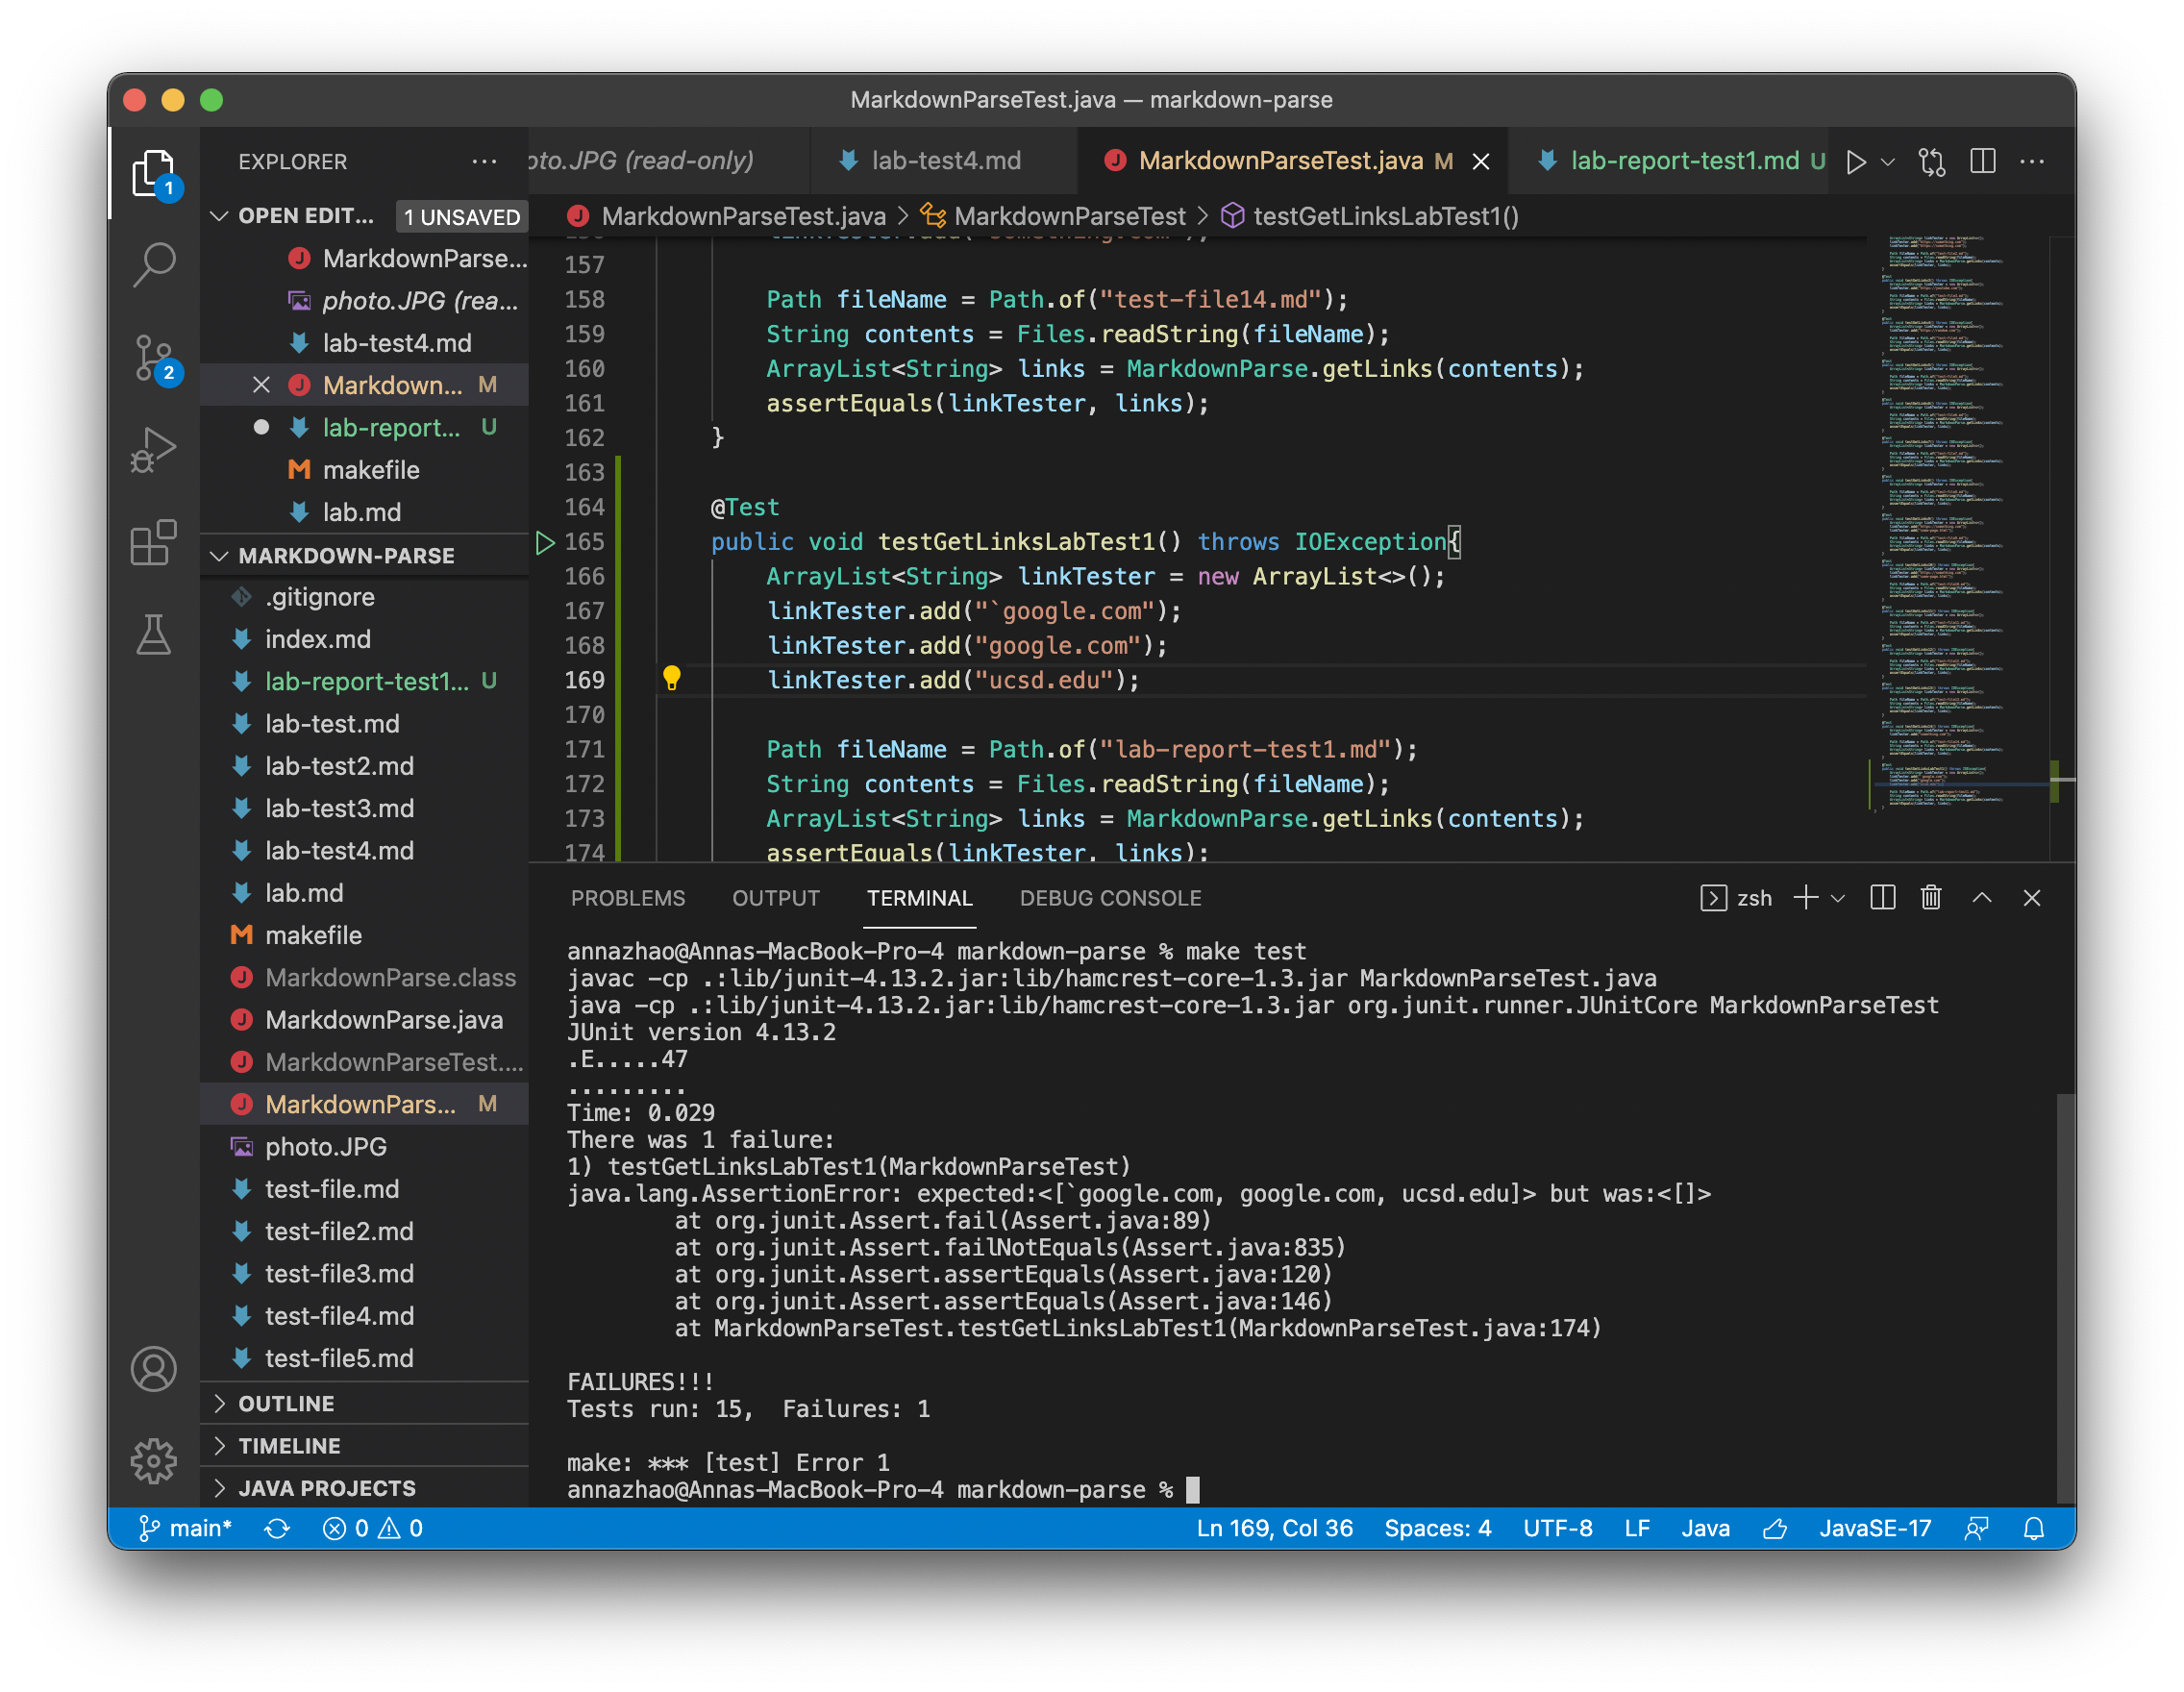 MarkdownParseTest.java — markdown-parse
EXPLORER
oto.JPG (read-only)
lab-test4.md
MarkdownParseTest.java M
lab-report-test1.md U
OPEN EDIT... 1 UNSAVED
MarkdownParseTest.java > MarkdownParseTest > testGetLinksLabTest1()
MarkdownParse...
photo.JPG (rea...
lab-test4.md
Markdown... M
lab-report... U
makefile
lab.md
MARKDOWN-PARSE
.gitignore
index.md
lab-report-test1... U
lab-test.md
lab-test2.md
lab-test3.md
lab-test4.md
lab.md
makefile
MarkdownParse.class
MarkdownParse.java
MarkdownParseTest....
MarkdownPars... M
photo.JPG
test-file.md
test-file2.md
test-file3.md
test-file4.md
test-file5.md
OUTLINE
TIMELINE
JAVA PROJECTS
1
2
157
158 Path fileName = Path.of("test-file14.md");
159 String contents = Files.readString(fileName);
160 ArrayList<String> links = MarkdownParse.getLinks(contents);
161 assertEquals(linkTester, links);
162 }
163
164 @Test
165 public void testGetLinksLabTest1() throws IOException{
166 ArrayList<String> linkTester = new ArrayList<>();
167 linkTester.add("`google.com");
168 linkTester.add("google.com");
169 linkTester.add("ucsd.edu");
170
171 Path fileName = Path.of("lab-report-test1.md");
172 String contents = Files.readString(fileName);
173 ArrayList<String> links = MarkdownParse.getLinks(contents);
174 assertEquals(linkTester, links);
PROBLEMS OUTPUT TERMINAL DEBUG CONSOLE
zsh
annazhao@Annas-MacBook-Pro-4 markdown-parse % make test
javac -cp .:lib/junit-4.13.2.jar:lib/hamcrest-core-1.3.jar MarkdownParseTest.java
java -cp .:lib/junit-4.13.2.jar:lib/hamcrest-core-1.3.jar org.junit.runner.JUnitCore MarkdownParseTest
JUnit version 4.13.2
.E.....47
.........
Time: 0.029
There was 1 failure:
1) testGetLinksLabTest1(MarkdownParseTest)
java.lang.AssertionError: expected:<[`google.com, google.com, ucsd.edu]> but was:<[]>
at org.junit.Assert.fail(Assert.java:89)
at org.junit.Assert.failNotEquals(Assert.java:835)
at org.junit.Assert.assertEquals(Assert.java:120)
at org.junit.Assert.assertEquals(Assert.java:146)
at MarkdownParseTest.testGetLinksLabTest1(MarkdownParseTest.java:174)
FAILURES!!!
Tests run: 15,  Failures: 1
make: *** [test] Error 1
annazhao@Annas-MacBook-Pro-4 markdown-parse %
main* 0 0
Ln 169, Col 36 Spaces: 4 UTF-8 LF Java JavaSE-17